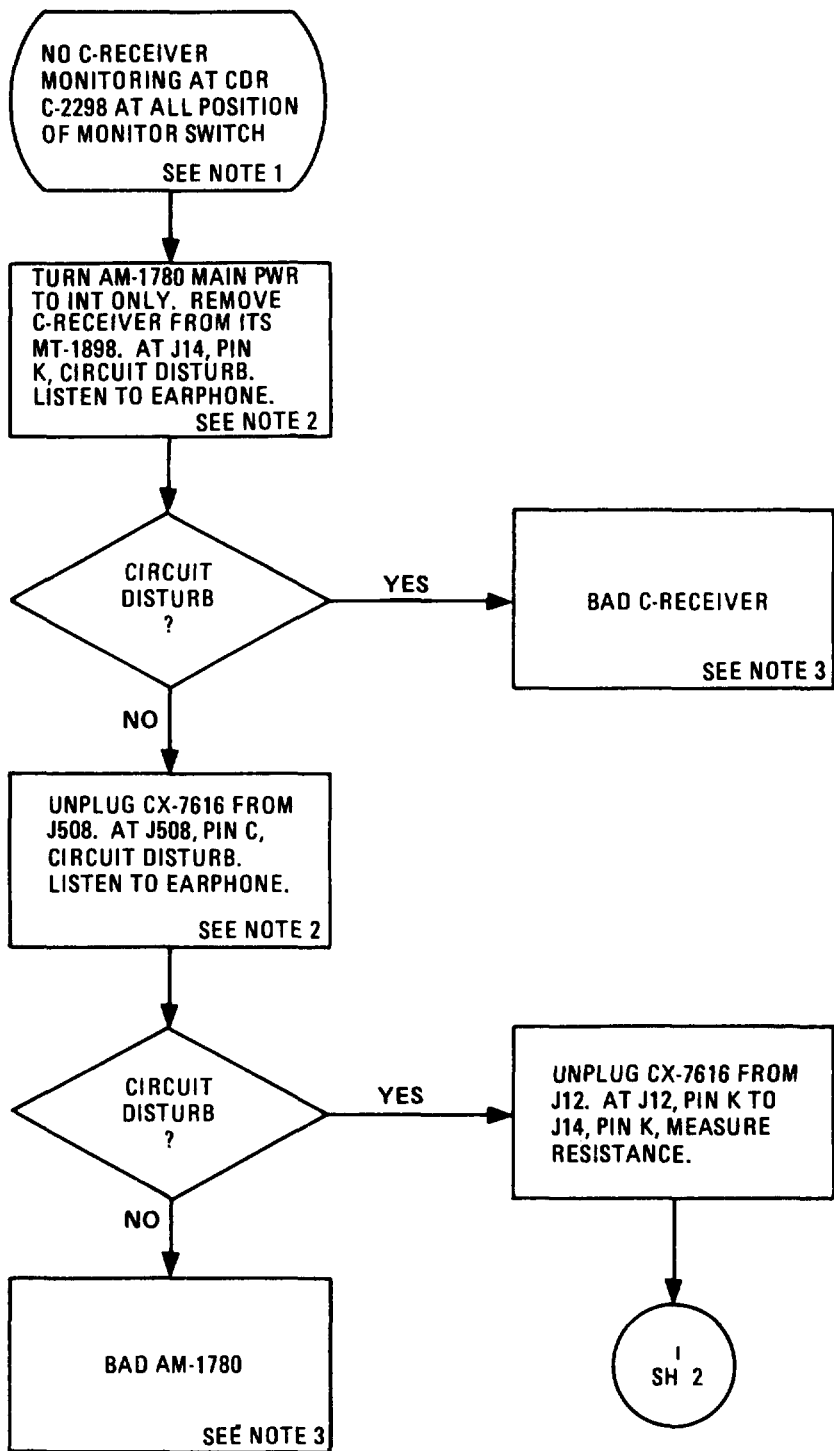 NO C-RECEIVER
MONITORING AT CDR
C-2298 AT ALL POSITION
OF MONITOR SWITCH
SEE NOTE 1
TURN AM-1780 MAIN PWR
TO INT ONLY. REMOVE
C-RECEIVER FROM ITS
MT-1898. AT J14, PIN
K, CIRCUIT DISTURB.
LISTEN TO EARPHONE.
SEE NOTE 2
CIRCUIT
DISTURB
?
YES
BAD C-RECEIVER
SEE NOTE 3
NO
UNPLUG CX-7616 FROM
J508. AT J508, PIN C,
CIRCUIT DISTURB.
LISTEN TO EARPHONE.
SEE NOTE 2
CIRCUIT
DISTURB
?
YES
UNPLUG CX-7616 FROM
J12. AT J12, PIN K TO
J14, PIN K, MEASURE
RESISTANCE.
NO
BAD AM-1780
SEE NOTE 3
I
SH 2